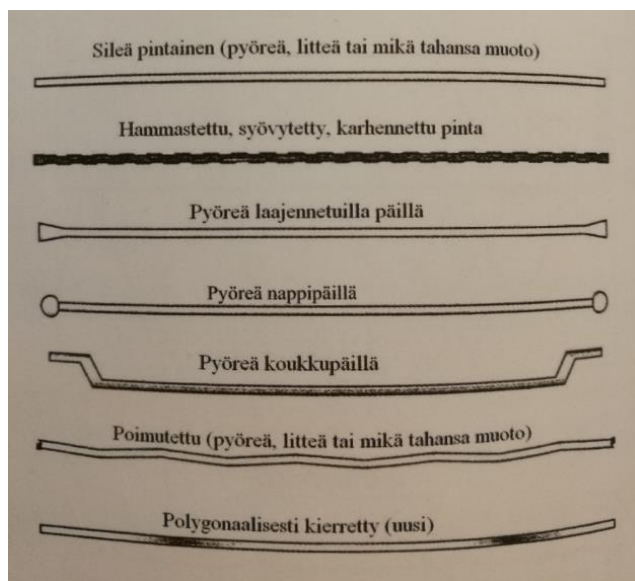 Sileä pintainen (pyöreä, litteä tai mikä tahansa muoto)
Hammastettu, syövytetty, karhennettu pinta
Pyöreä laajennetuilla päillä
Pyöreä nappipäillä
Pyöreä koukkupäillä
Poimutettu (pyöreä, litteä tai mikä tahansa muoto)
Polygonaalisesti kierretty (uusi)